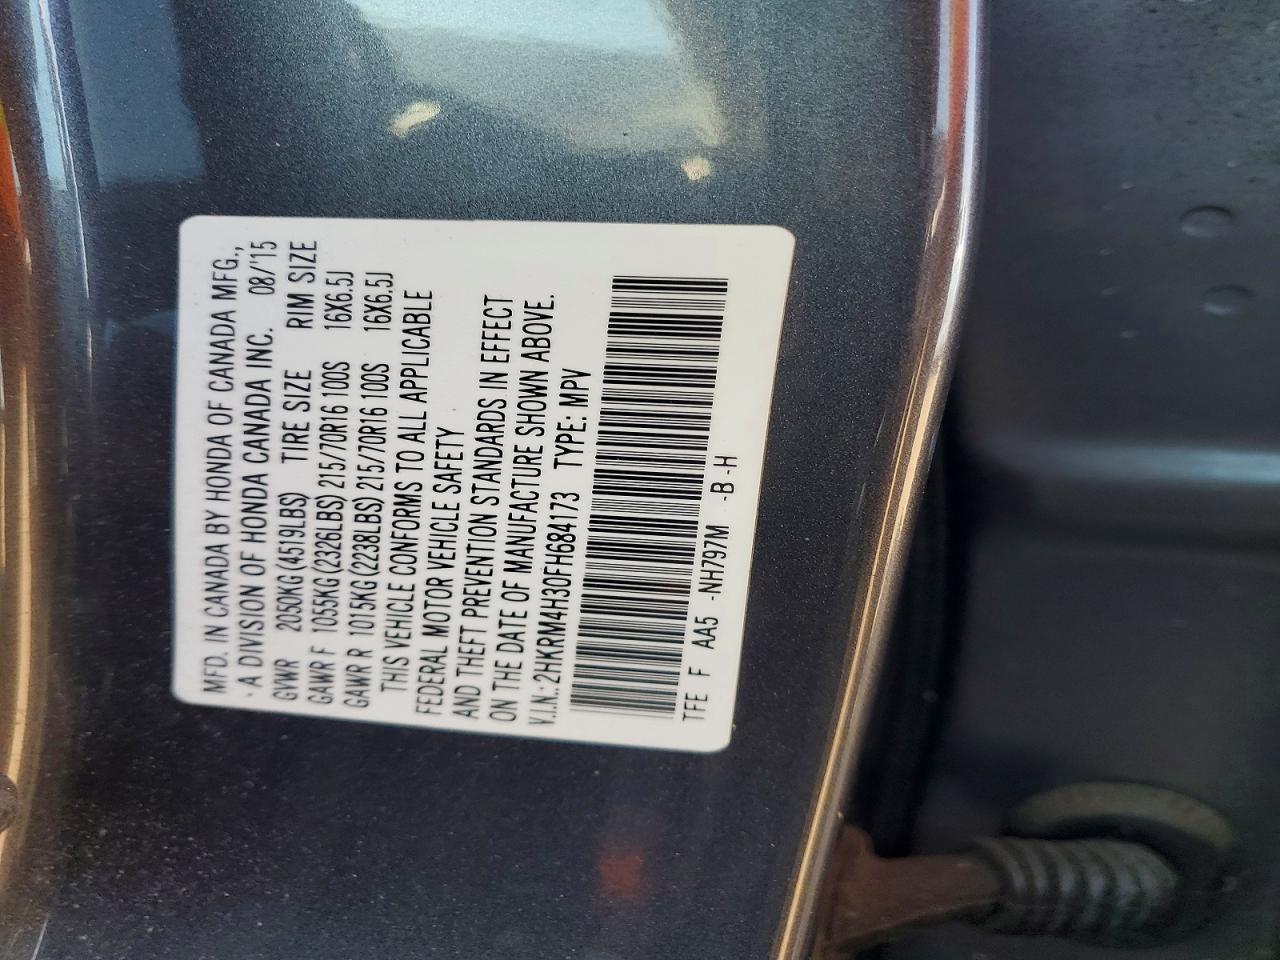 MFD. IN CANADA BY HONDA OF CANADA MFG.,
- A DIVISION OF HONDA CANADA INC. 08/'15
GVWR 2050KG (4519LBS) TIRE SIZE RIM SIZE
GAWR F 1055KG (2326LBS) 215/70R16 100S 16X6.5J
GAWR R 1015KG (2238LBS) 215/70R16 100S 16X6.5J
THIS VEHICLE CONFORMS TO ALL APPLICABLE
FEDERAL MOTOR VEHICLE SAFETY
AND THEFT PREVENTION STANDARDS IN EFFECT
ON THE DATE OF MANUFACTURE SHOWN ABOVE.
V.I.N.: 2HKRM4H30FH684173 TYPE: MPV
TFE F AA5 -NH797M -B -H